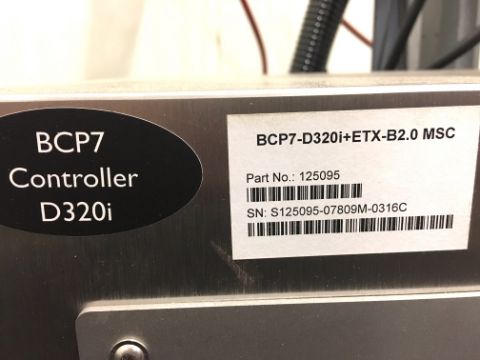 BCP7
Controller
D320i
BCP7-D320i+ETX-B2.0 MSC
Part No.: 125095
SN: S125095-07809M-0316C